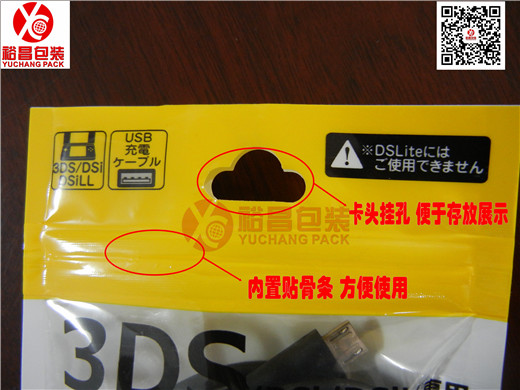 裕昌包装
YUCHANG PACK
USB
充電
ケーブル
3DS/DSi
DSiLL
※DSLiteには
ご使用できません
卡头挂孔 便于存放展示
裕昌包装
YUCHANG PACK
内置贴骨条 方便使用
3DS